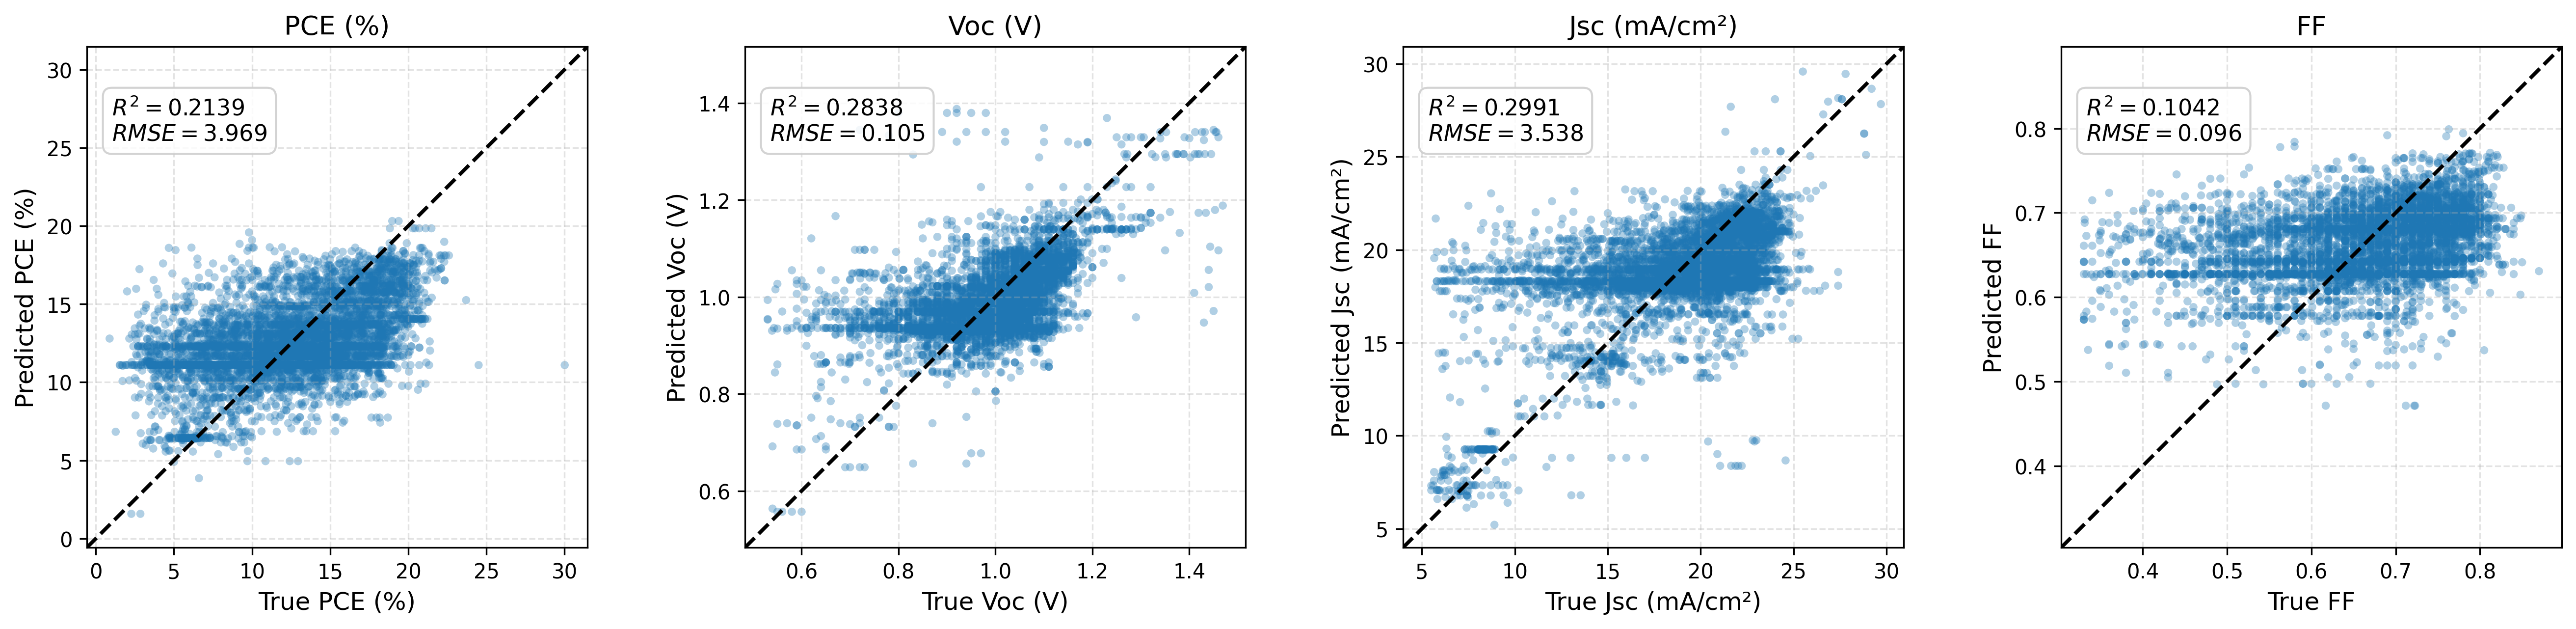 PCE (%)
R² = 0.2139
RMSE = 3.969
Predicted PCE (%)
30
25
20
15
10
5
0
0 5 10 15 20 25 30
True PCE (%)
Voc (V)
R² = 0.2838
RMSE = 0.105
Predicted Voc (V)
1.4
1.2
1.0
0.8
0.6
0.6 0.8 1.0 1.2 1.4
True Voc (V)
Jsc (mA/cm²)
R² = 0.2991
RMSE = 3.538
Predicted Jsc (mA/cm²)
30
25
20
15
10
5
5 10 15 20 25 30
True Jsc (mA/cm²)
FF
R² = 0.1042
RMSE = 0.096
Predicted FF
0.8
0.7
0.6
0.5
0.4
0.4 0.5 0.6 0.7 0.8
True FF